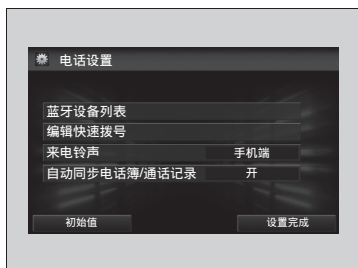 电话设置
蓝牙设备列表
编辑快速拨号
来电铃声 手机端
自动同步电话簿/通话记录 开
初始值 设置完成